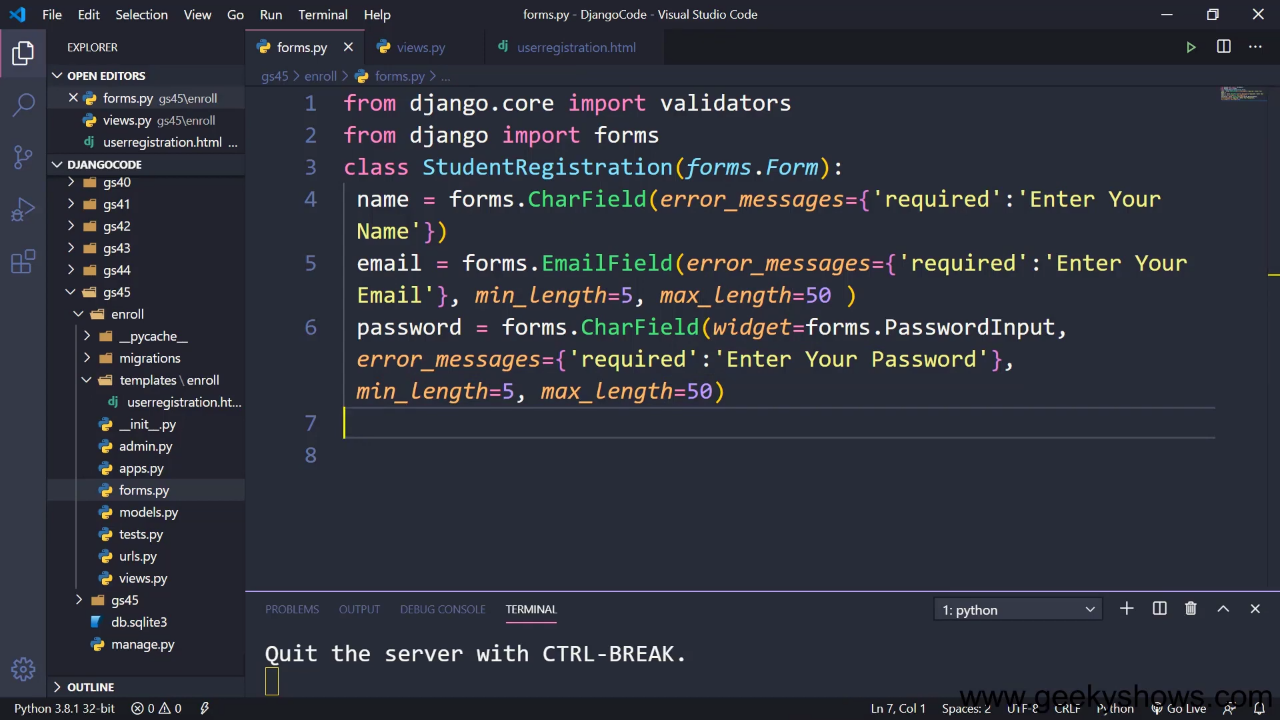 File Edit Selection View Go Run Terminal Help forms.py - DjangoCode - Visual Studio Code
EXPLORER
OPEN EDITORS
forms.py gs45\enroll
views.py gs45\enroll
userregistration.html ...
DJANGOCODE
gs40
gs41
gs42
gs43
gs44
gs45
enroll
__pycache__
migrations
templates \ enroll
userregistration.ht...
__init__.py
admin.py
apps.py
forms.py
models.py
tests.py
urls.py
views.py
gs45
db.sqlite3
manage.py
OUTLINE
forms.py views.py userregistration.html
gs45 > enroll > forms.py > ...
1 from django.core import validators
2 from django import forms
3 class StudentRegistration(forms.Form):
4 name = forms.CharField(error_messages={'required':'Enter Your
Name'})
5 email = forms.EmailField(error_messages={'required':'Enter Your
Email'}, min_length=5, max_length=50 )
6 password = forms.CharField(widget=forms.PasswordInput,
error_messages={'required':'Enter Your Password'},
min_length=5, max_length=50)
7
8
PROBLEMS OUTPUT DEBUG CONSOLE TERMINAL 1: python
Quit the server with CTRL-BREAK.
www.geekyshows.com
Python 3.8.1 32-bit 0 0 Ln 7, Col 1 Spaces: 2 UTF-8 CRLF Python Go Live